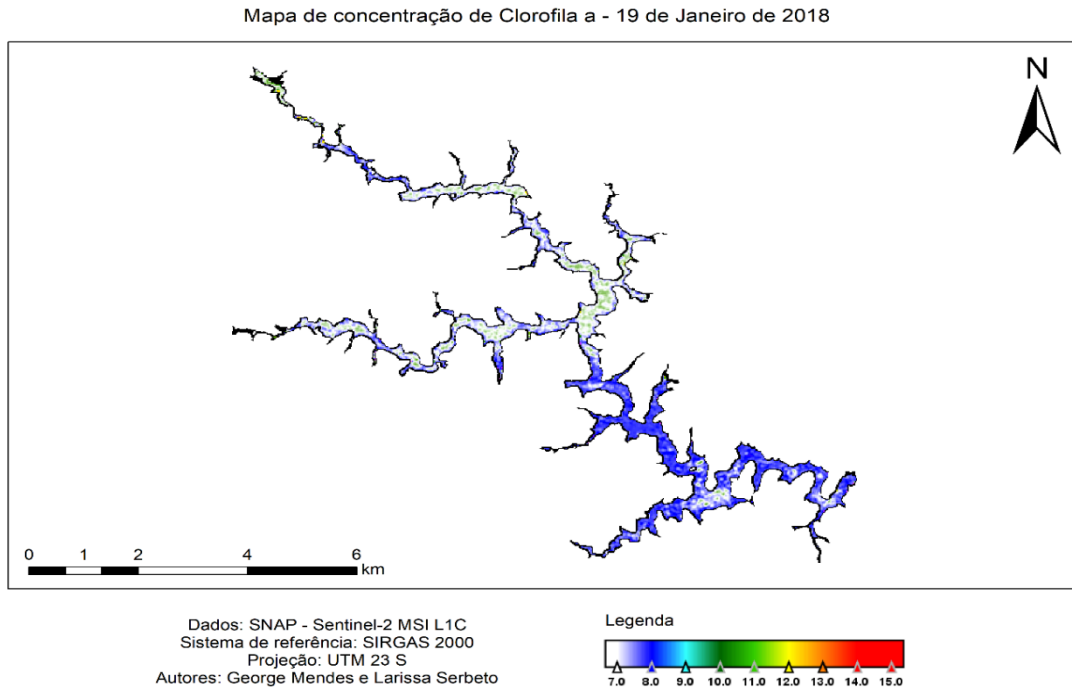 Mapa de concentração de Clorofila a - 19 de Janeiro de 2018
N
0 1 2 4 6
km
Dados: SNAP - Sentinel-2 MSI L1C
Sistema de referência: SIRGAS 2000
Projeção: UTM 23 S
Autores: George Mendes e Larissa Serbeto
Legenda
7.0 8.0 9.0 10.0 11.0 12.0 13.0 14.0 15.0